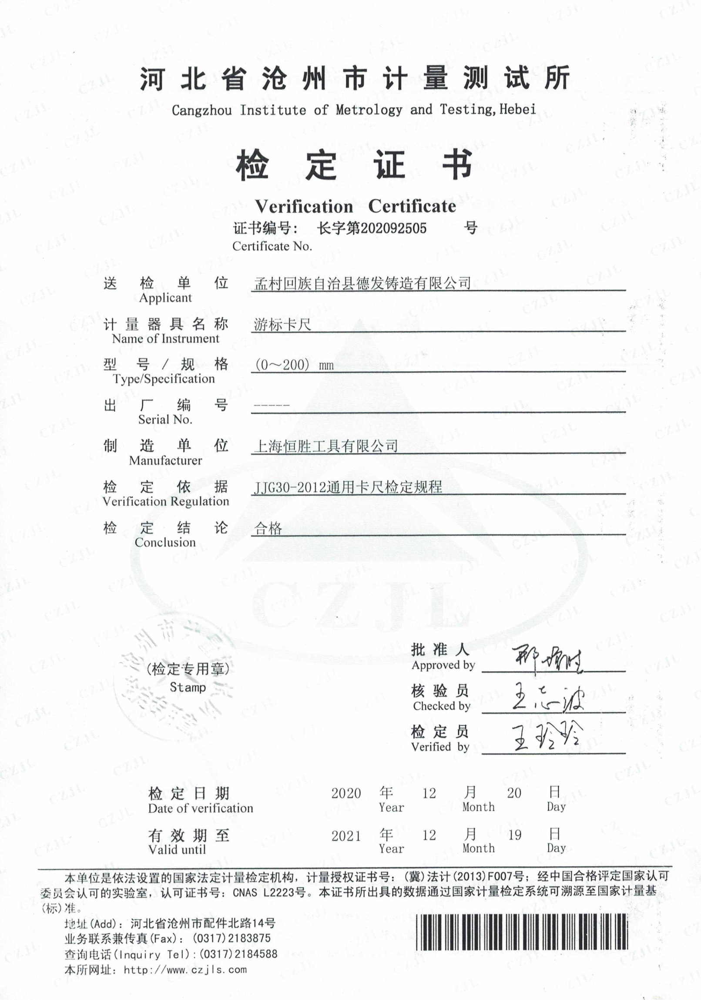 河北省沧州市计量测试所
Cangzhou Institute of Metrology and Testing,Hebei
检定证书
Verification Certificate
证书编号： 长字第202092505 号
Certificate No.
送检单位 孟村回族自治县德发铸造有限公司
Applicant
计量器具名称 游标卡尺
Name of Instrument
型号/规格 (0～200) mm
Type/Specification
出厂编号 -----
Serial No.
制造单位 上海恒胜工具有限公司
Manufacturer
检定依据 JJG30-2012通用卡尺检定规程
Verification Regulation
检定结论 合格
Conclusion
CZJL
批准人
Approved by
(检定专用章)
Stamp
核验员 王志波
Checked by
检定员 王玲玲
Verified by
检定日期 2020 年 12 月 20 日
Date of verification Year Month Day
有效期至 2021 年 12 月 19 日
Valid until Year Month Day
本单位是依法设置的国家法定计量检定机构，计量授权证书号：(冀)法计(2013)F007号；经中国合格评定国家认可
委员会认可的实验室，认可证书号：CNAS L2223号。本证书所出具的数据通过国家计量检定系统可溯源至国家计量基
(标)准。
地址(Add)：河北省沧州市配件北路14号
业务联系兼传真(Fax)：(0317)2183875
查询电话(Inquiry Tel):(0317)2184588
本所网址：http://www.czjls.com